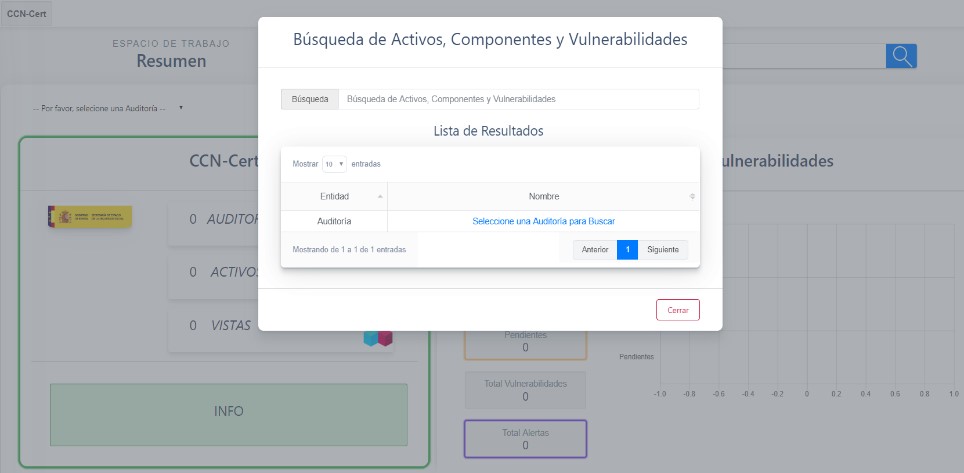 CCN-Cert
ESPACIO DE TRABAJO
Resumen
-- Por favor, selecione una Auditoría --
Búsqueda de Activos, Componentes y Vulnerabilidades
Búsqueda
Búsqueda de Activos, Componentes y Vulnerabilidades
Lista de Resultados
Mostrar 10 entradas
Entidad Nombre
Auditoría Seleccione una Auditoría para Buscar
Mostrando de 1 a 1 de 1 entradas
Anterior 1 Siguiente
Cerrar
CCN-Cert
ulnerabilidades
0 AUDITOR
0 ACTIVOS
0 VISTAS
INFO
Pendientes
0
Total Vulnerabilidades
0
Total Alertas
0
Pendientes
-1.0 -0.8 -0.6 -0.4 -0.2 0 0.2 0.4 0.6 0.8 1.0